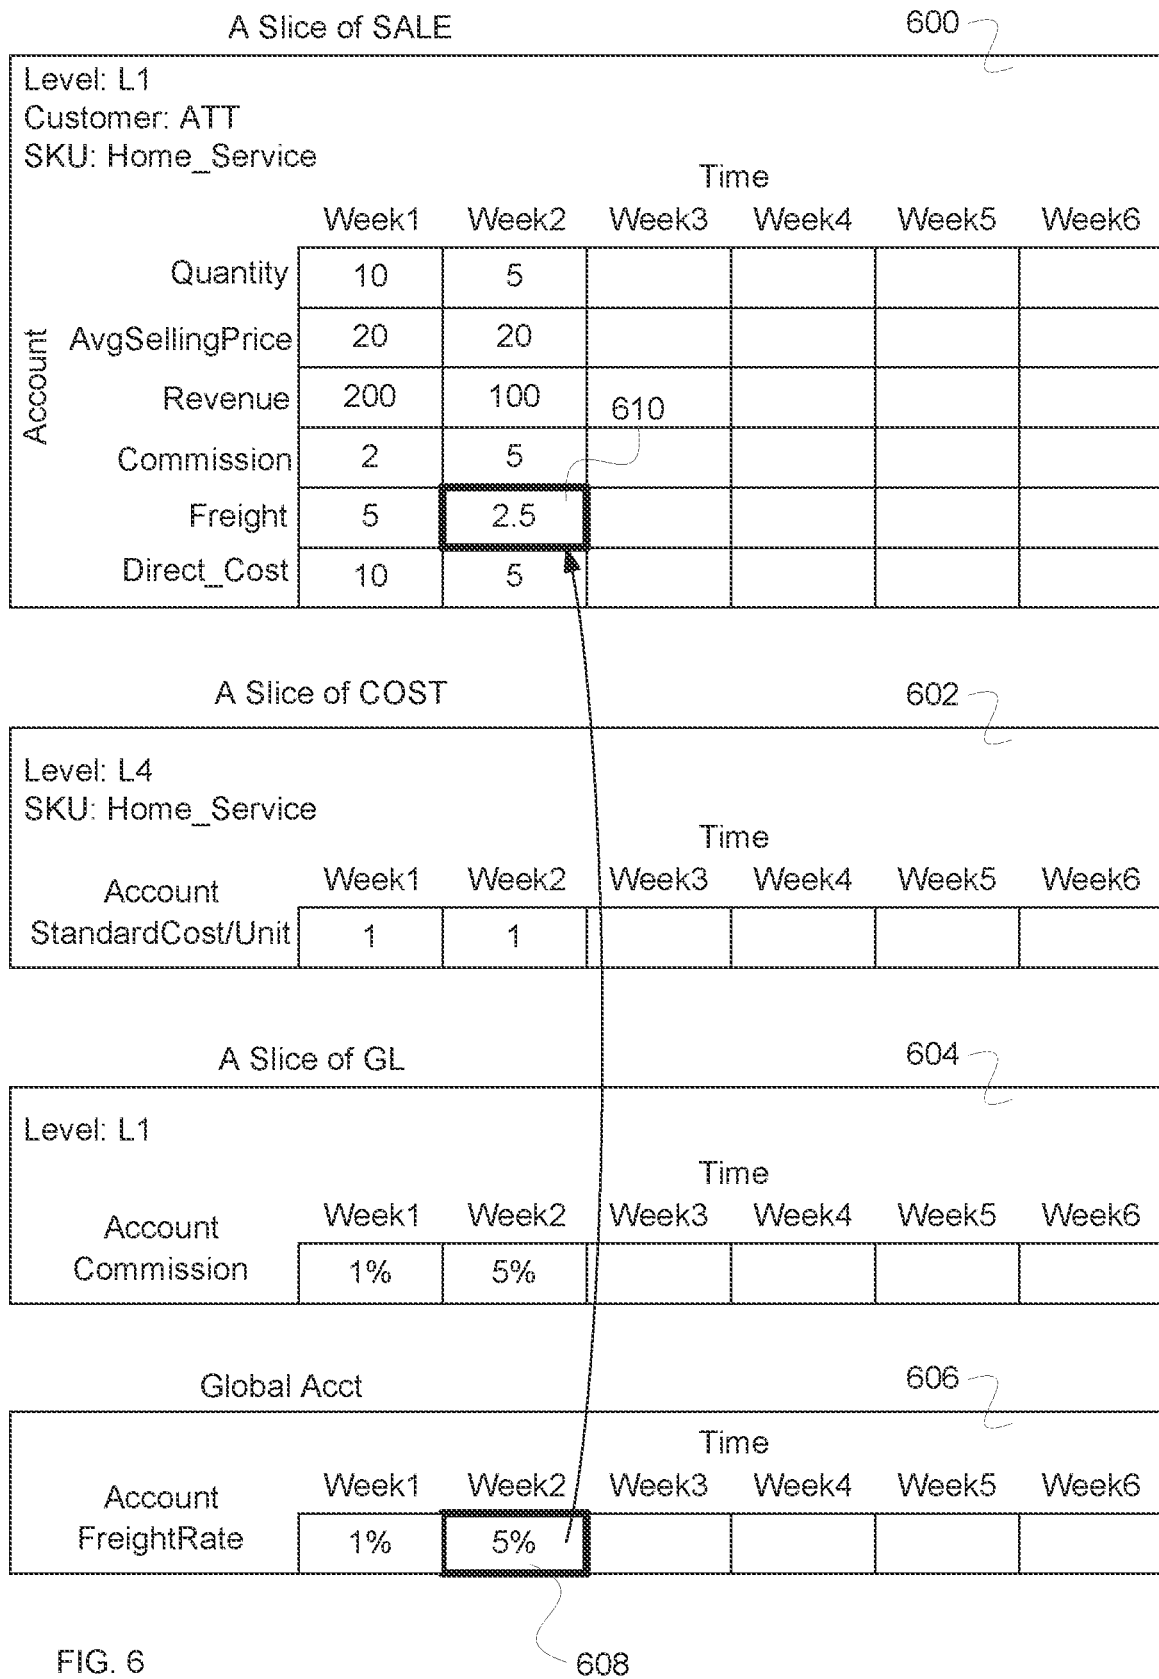 A Slice of SALE 600
Level: L1
Customer: ATT
SKU: Home_Service
Time
Week1 Week2 Week3 Week4 Week5 Week6
Account
Quantity 10 5
AvgSellingPrice 20 20
Revenue 200 100 610
Commission 2 5
Freight 5 2.5
Direct_Cost 10 5
A Slice of COST 602
Level: L4
SKU: Home_Service
Time
Account Week1 Week2 Week3 Week4 Week5 Week6
StandardCost/Unit 1 1
A Slice of GL 604
Level: L1
Time
Account Week1 Week2 Week3 Week4 Week5 Week6
Commission 1% 5%
Global Acct 606
Time
Account Week1 Week2 Week3 Week4 Week5 Week6
FreightRate 1% 5%
FIG. 6 608